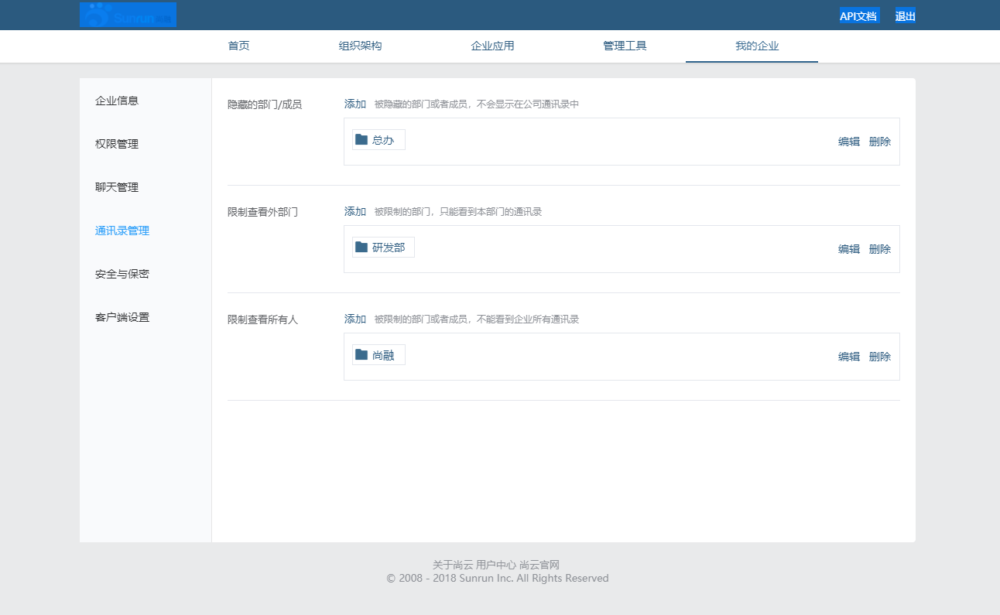 Sunrun
API文档 退出
首页 组织架构 企业应用 管理工具 我的企业
企业信息
权限管理
聊天管理
通讯录管理
安全与保密
客户端设置
隐藏的部门/成员 添加 被隐藏的部门或者成员，不会显示在公司通讯录中
总办 编辑 删除
限制查看外部门 添加 被限制的部门，只能看到本部门的通讯录
研发部 编辑 删除
限制查看所有人 添加 被限制的部门或者成员，不能看到企业所有通讯录
尚融 编辑 删除
关于尚云 用户中心 尚云官网
© 2008 - 2018 Sunrun Inc. All Rights Reserved